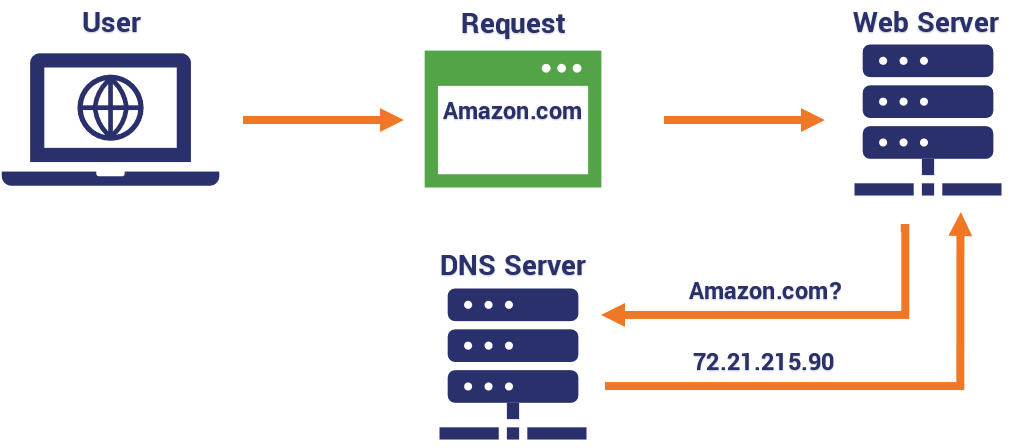 User
Request
Web Server
Amazon.com
DNS Server
Amazon.com?
72.21.215.90